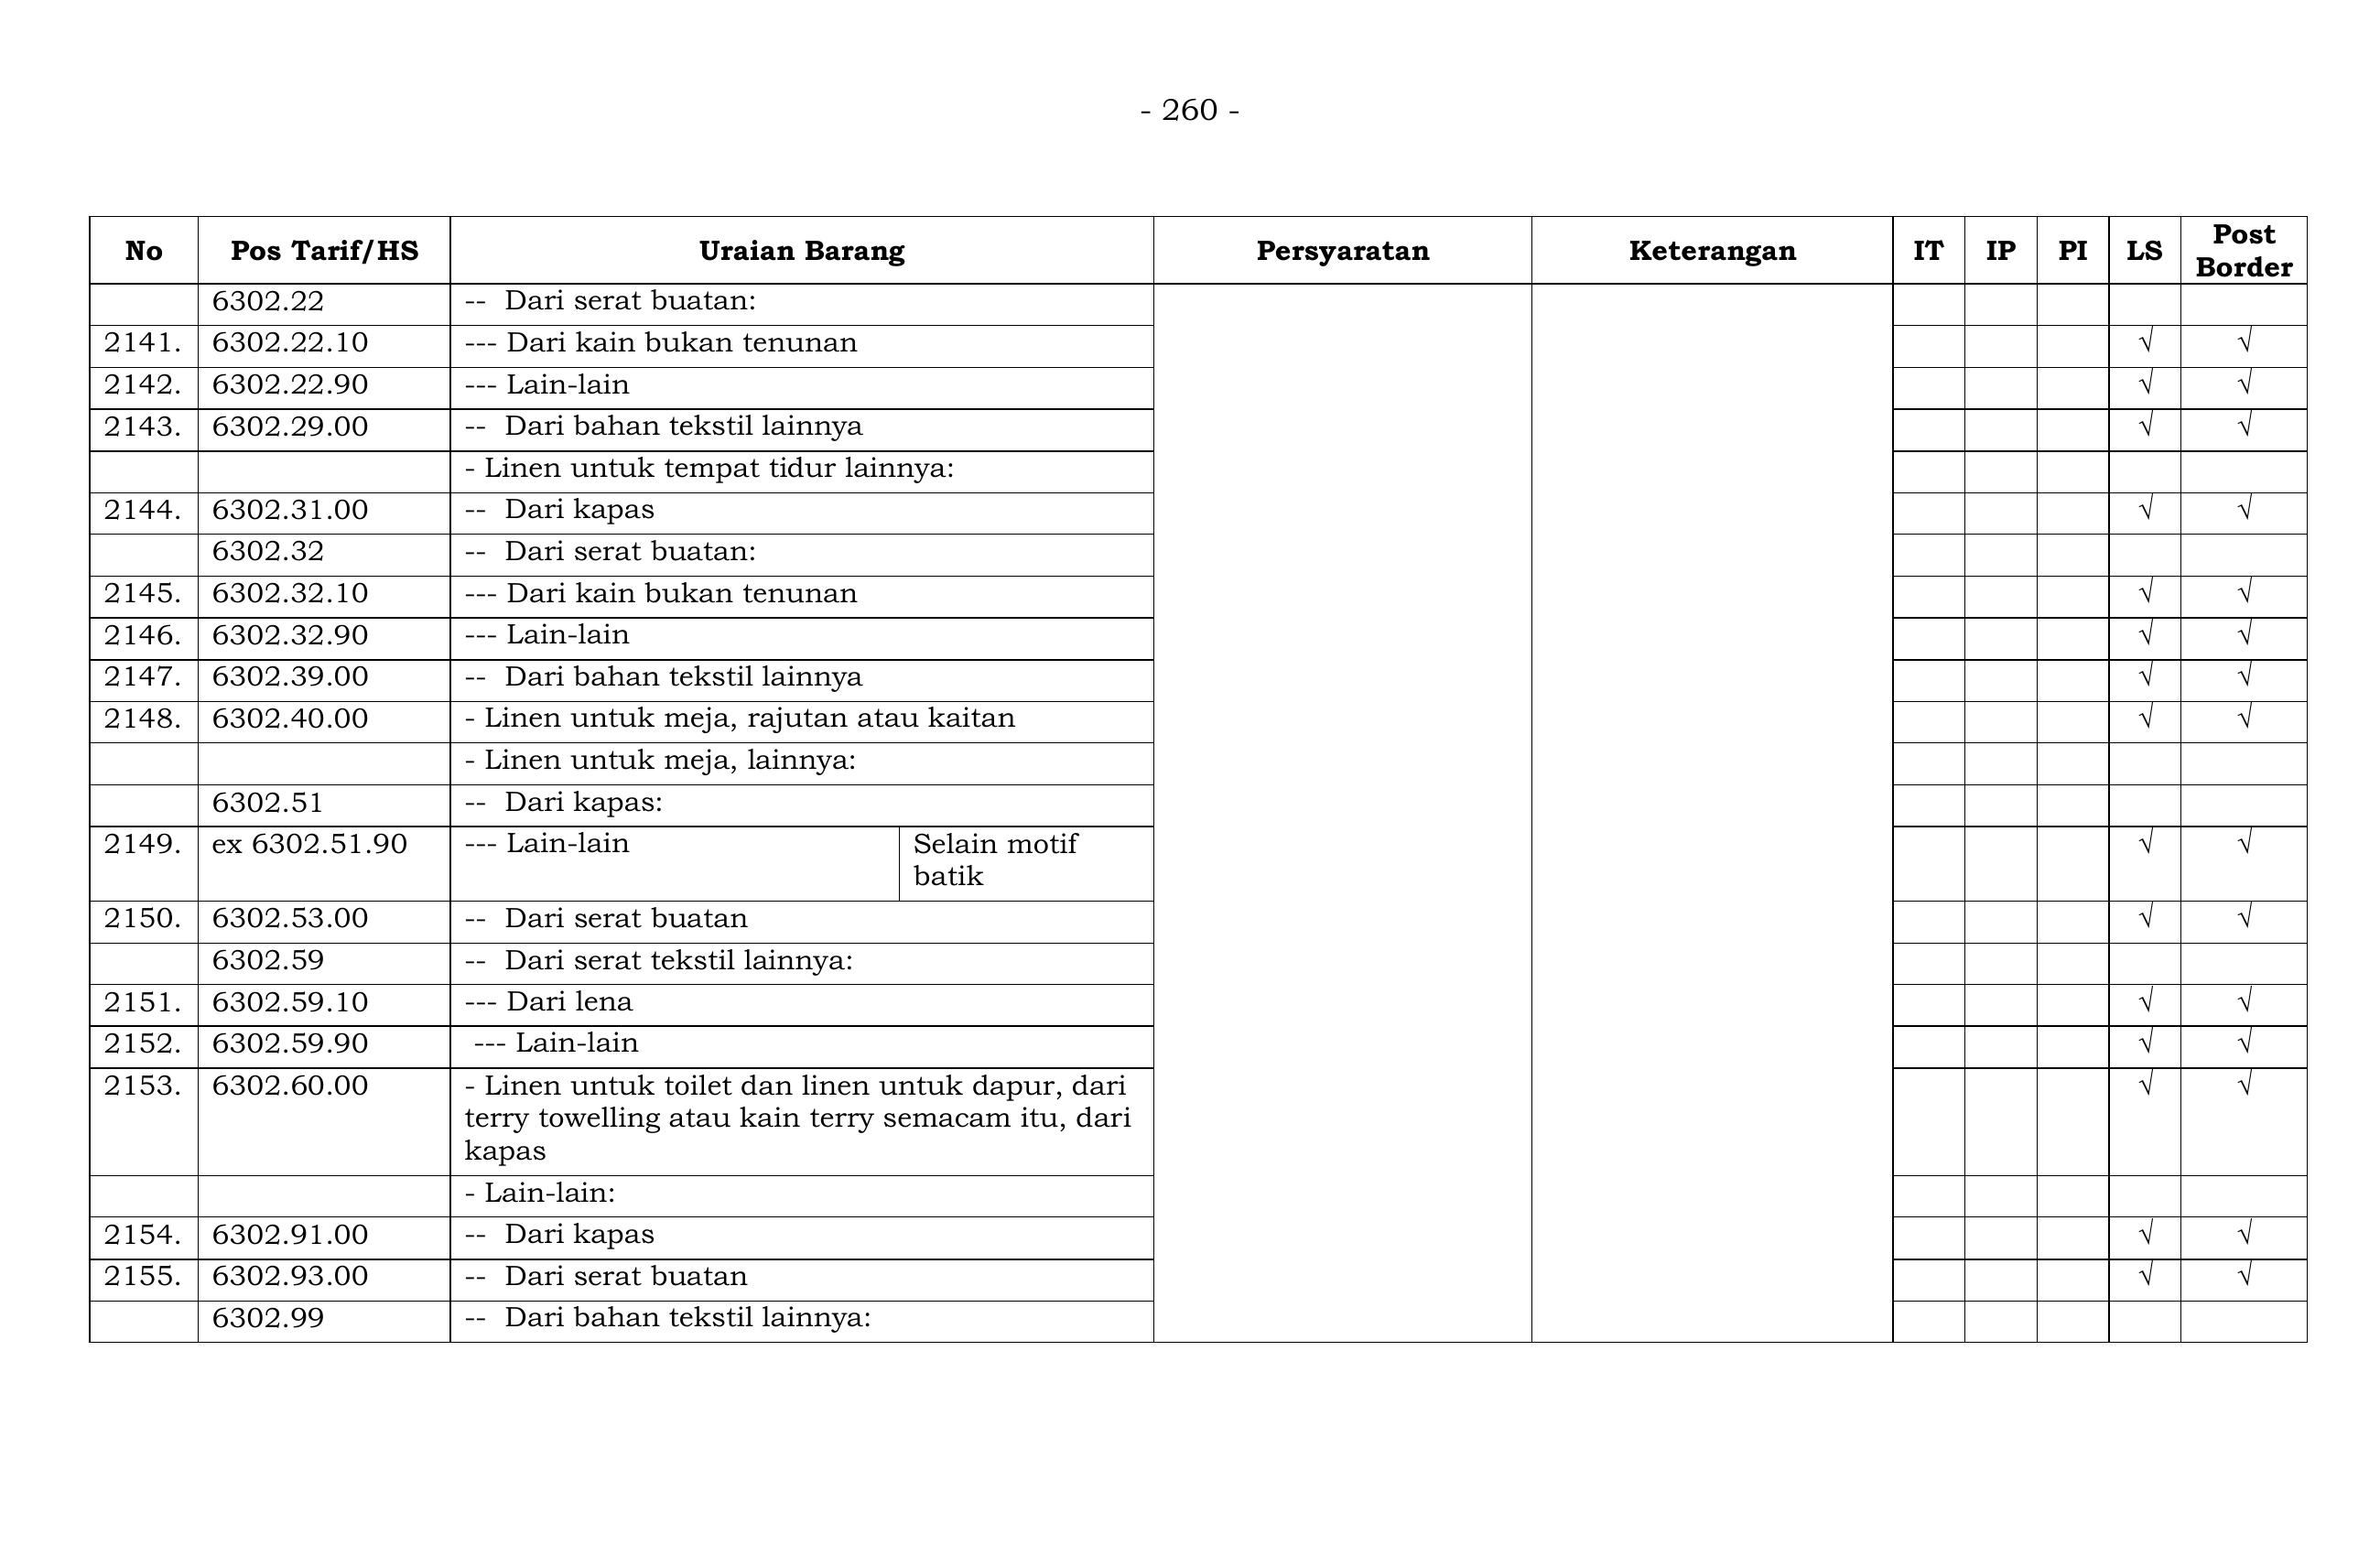 - 260 -
No Pos Tarif/HS Uraian Barang Persyaratan Keterangan IT IP PI LS Post Border
6302.22 -- Dari serat buatan:
2141. 6302.22.10 --- Dari kain bukan tenunan √ √
2142. 6302.22.90 --- Lain-lain √ √
2143. 6302.29.00 -- Dari bahan tekstil lainnya √ √
- Linen untuk tempat tidur lainnya:
2144. 6302.31.00 -- Dari kapas √ √
6302.32 -- Dari serat buatan:
2145. 6302.32.10 --- Dari kain bukan tenunan √ √
2146. 6302.32.90 --- Lain-lain √ √
2147. 6302.39.00 -- Dari bahan tekstil lainnya √ √
2148. 6302.40.00 - Linen untuk meja, rajutan atau kaitan √ √
- Linen untuk meja, lainnya:
6302.51 -- Dari kapas:
2149. ex 6302.51.90 --- Lain-lain Selain motif √ √
batik
2150. 6302.53.00 -- Dari serat buatan √ √
6302.59 -- Dari serat tekstil lainnya:
2151. 6302.59.10 --- Dari lena √ √
2152. 6302.59.90 --- Lain-lain √ √
2153. 6302.60.00 - Linen untuk toilet dan linen untuk dapur, dari √ √
terry towelling atau kain terry semacam itu, dari
kapas
- Lain-lain:
2154. 6302.91.00 -- Dari kapas √ √
2155. 6302.93.00 -- Dari serat buatan √ √
6302.99 -- Dari bahan tekstil lainnya: